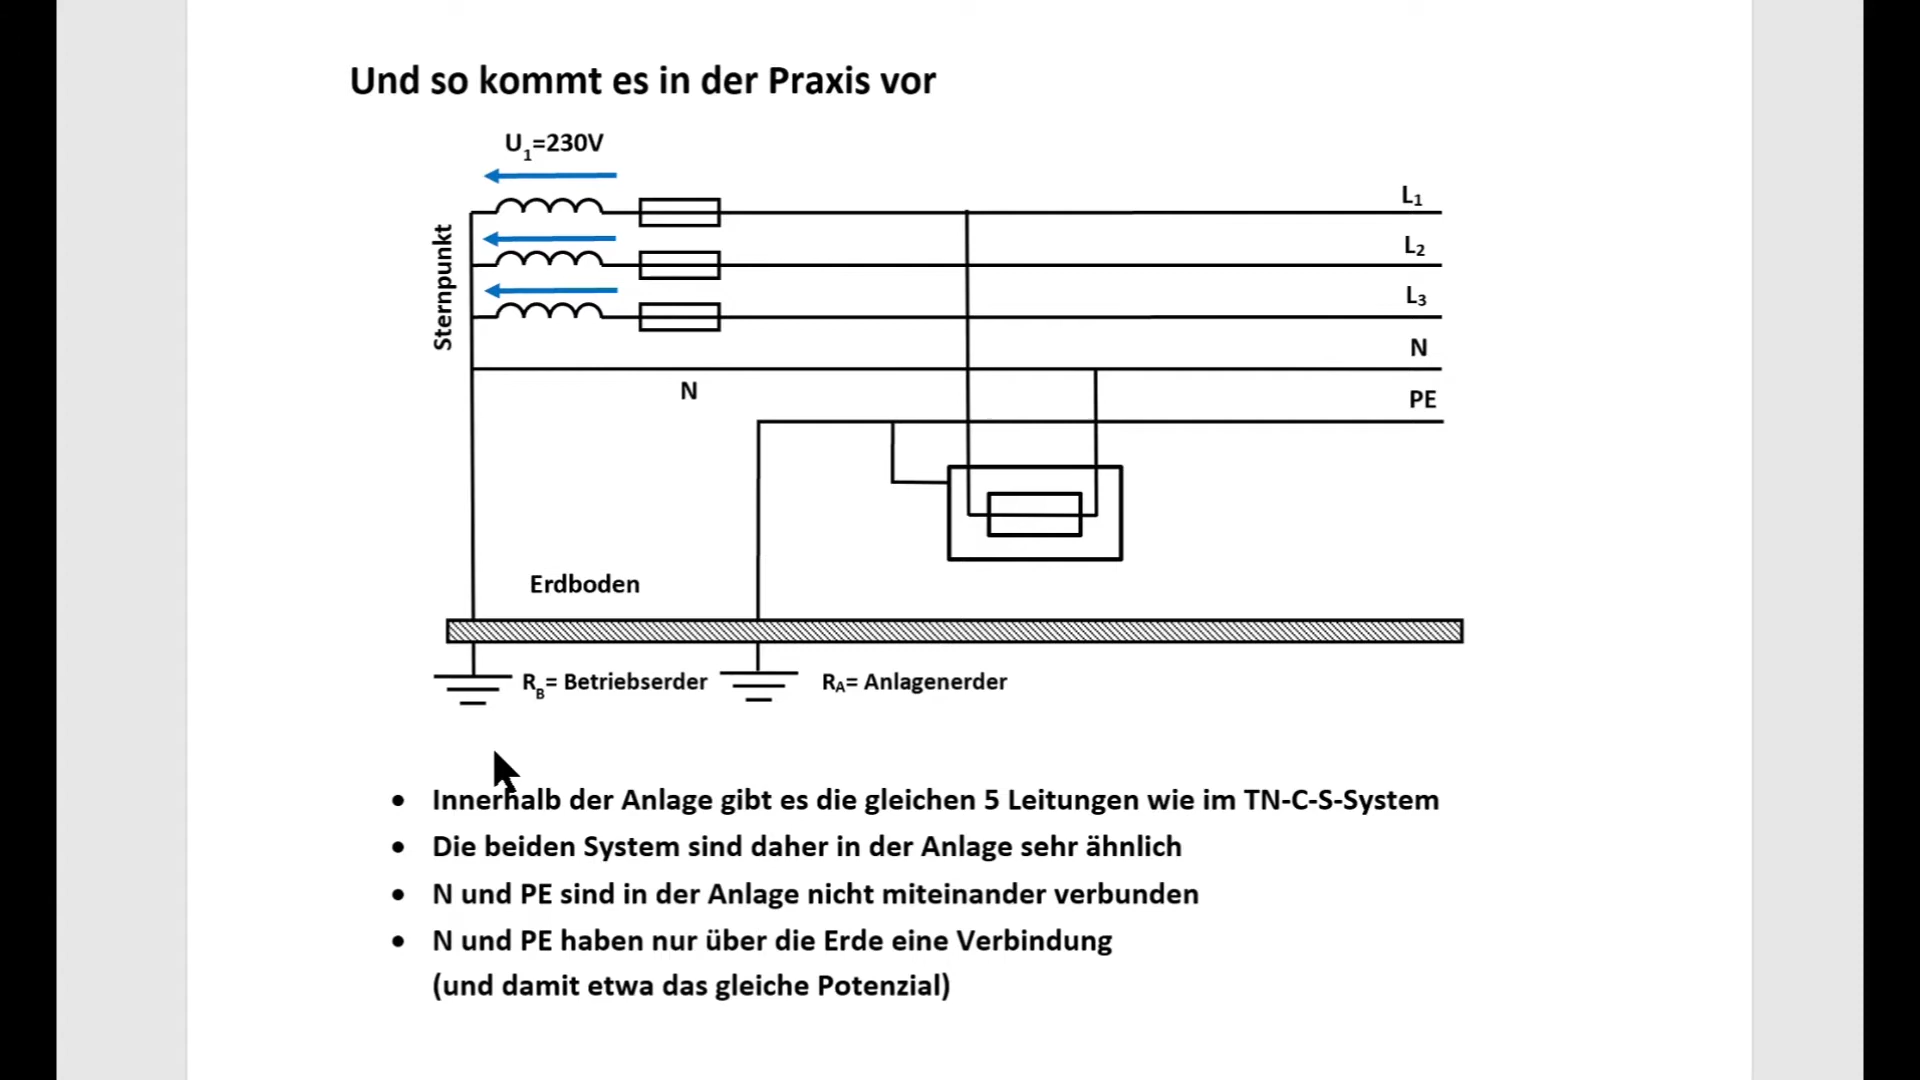 Und so kommt es in der Praxis vor
U₁=230V
Sternpunkt
L₁
L₂
L₃
N
N
PE
Erdboden
R_B= Betriebserder
R_A= Anlagenerder
• Innerhalb der Anlage gibt es die gleichen 5 Leitungen wie im TN-C-S-System
• Die beiden System sind daher in der Anlage sehr ähnlich
• N und PE sind in der Anlage nicht miteinander verbunden
• N und PE haben nur über die Erde eine Verbindung
(und damit etwa das gleiche Potenzial)